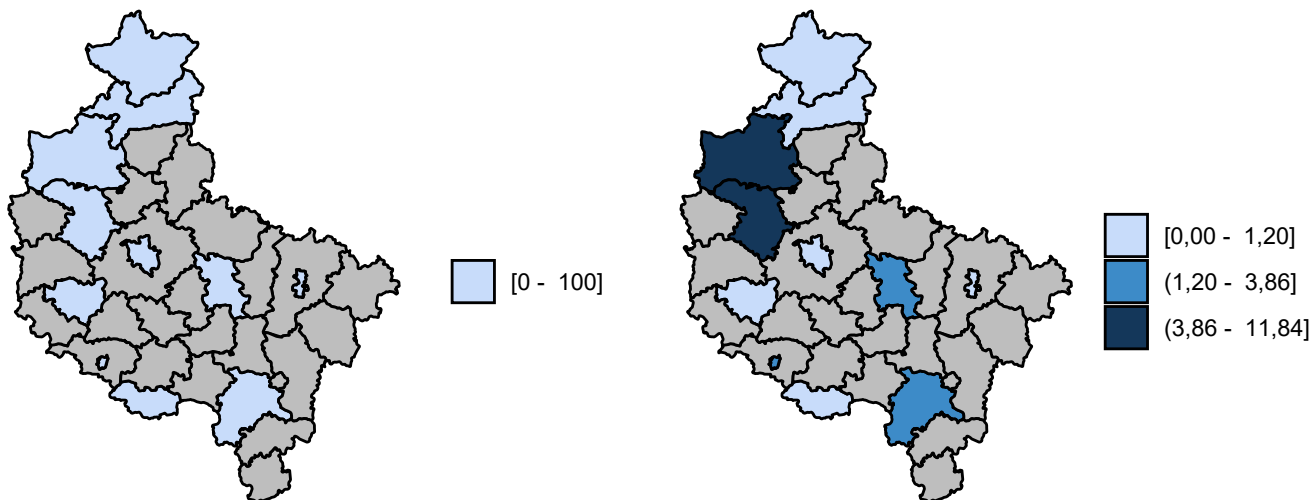 [0 - 100]
[0,00 - 1,20]
(1,20 - 3,86]
(3,86 - 11,84]